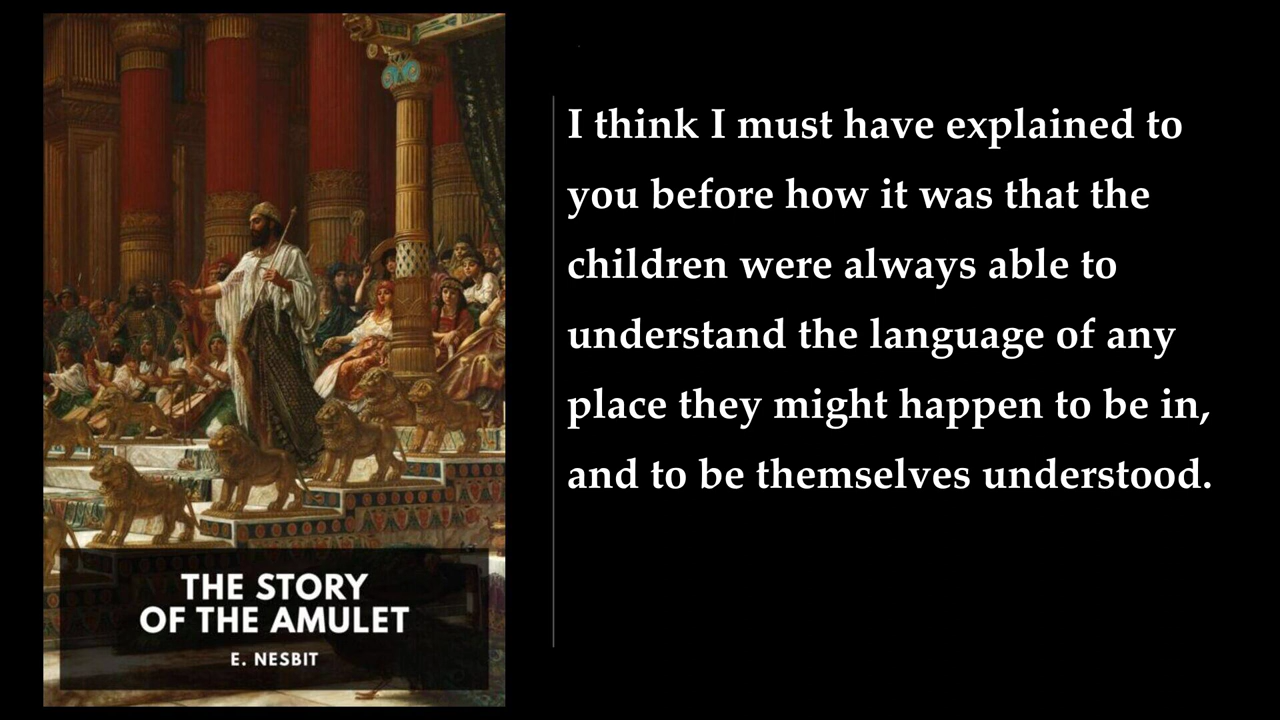 THE STORY
OF THE AMULET
E. NESBIT
I think I must have explained to
you before how it was that the
children were always able to
understand the language of any
place they might happen to be in,
and to be themselves understood.